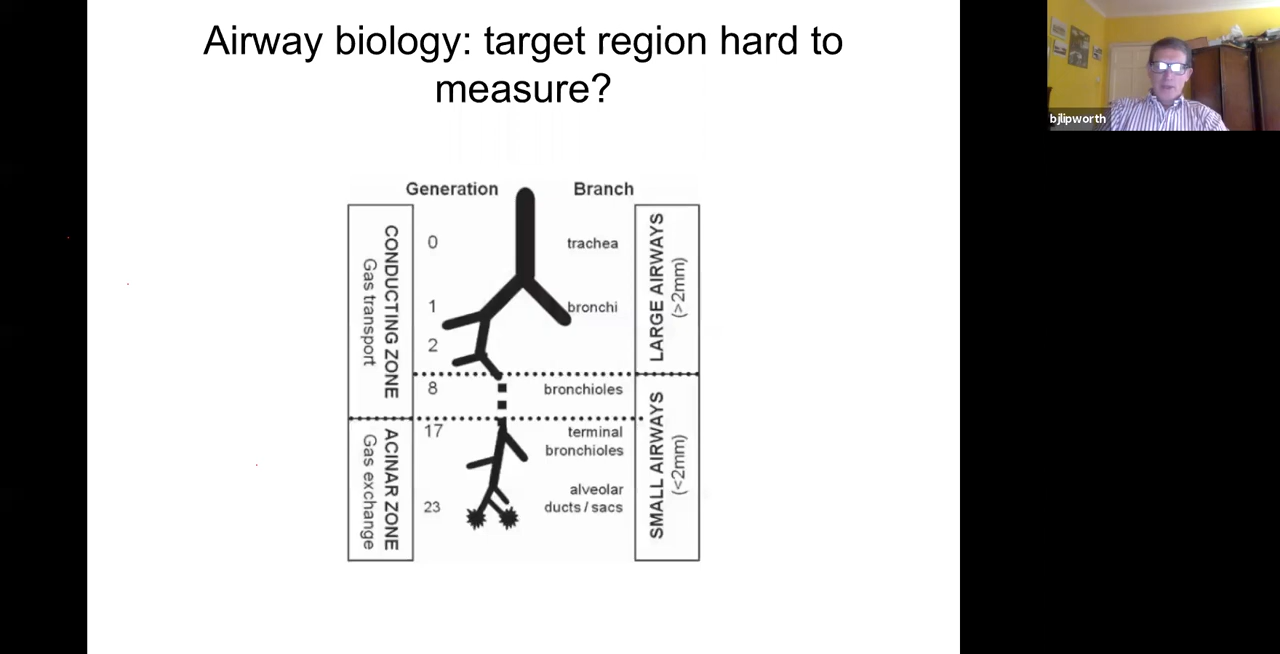 Airway biology: target region hard to
measure?
bjlipworth
Generation
Branch
CONDUCTING ZONE
Gas transport
ACINAR ZONE
Gas exchange
0
1
2
8
17
23
trachea
bronchi
bronchioles
terminal
bronchioles
alveolar
ducts / sacs
LARGE AIRWAYS
(>2mm)
SMALL AIRWAYS
(<2mm)